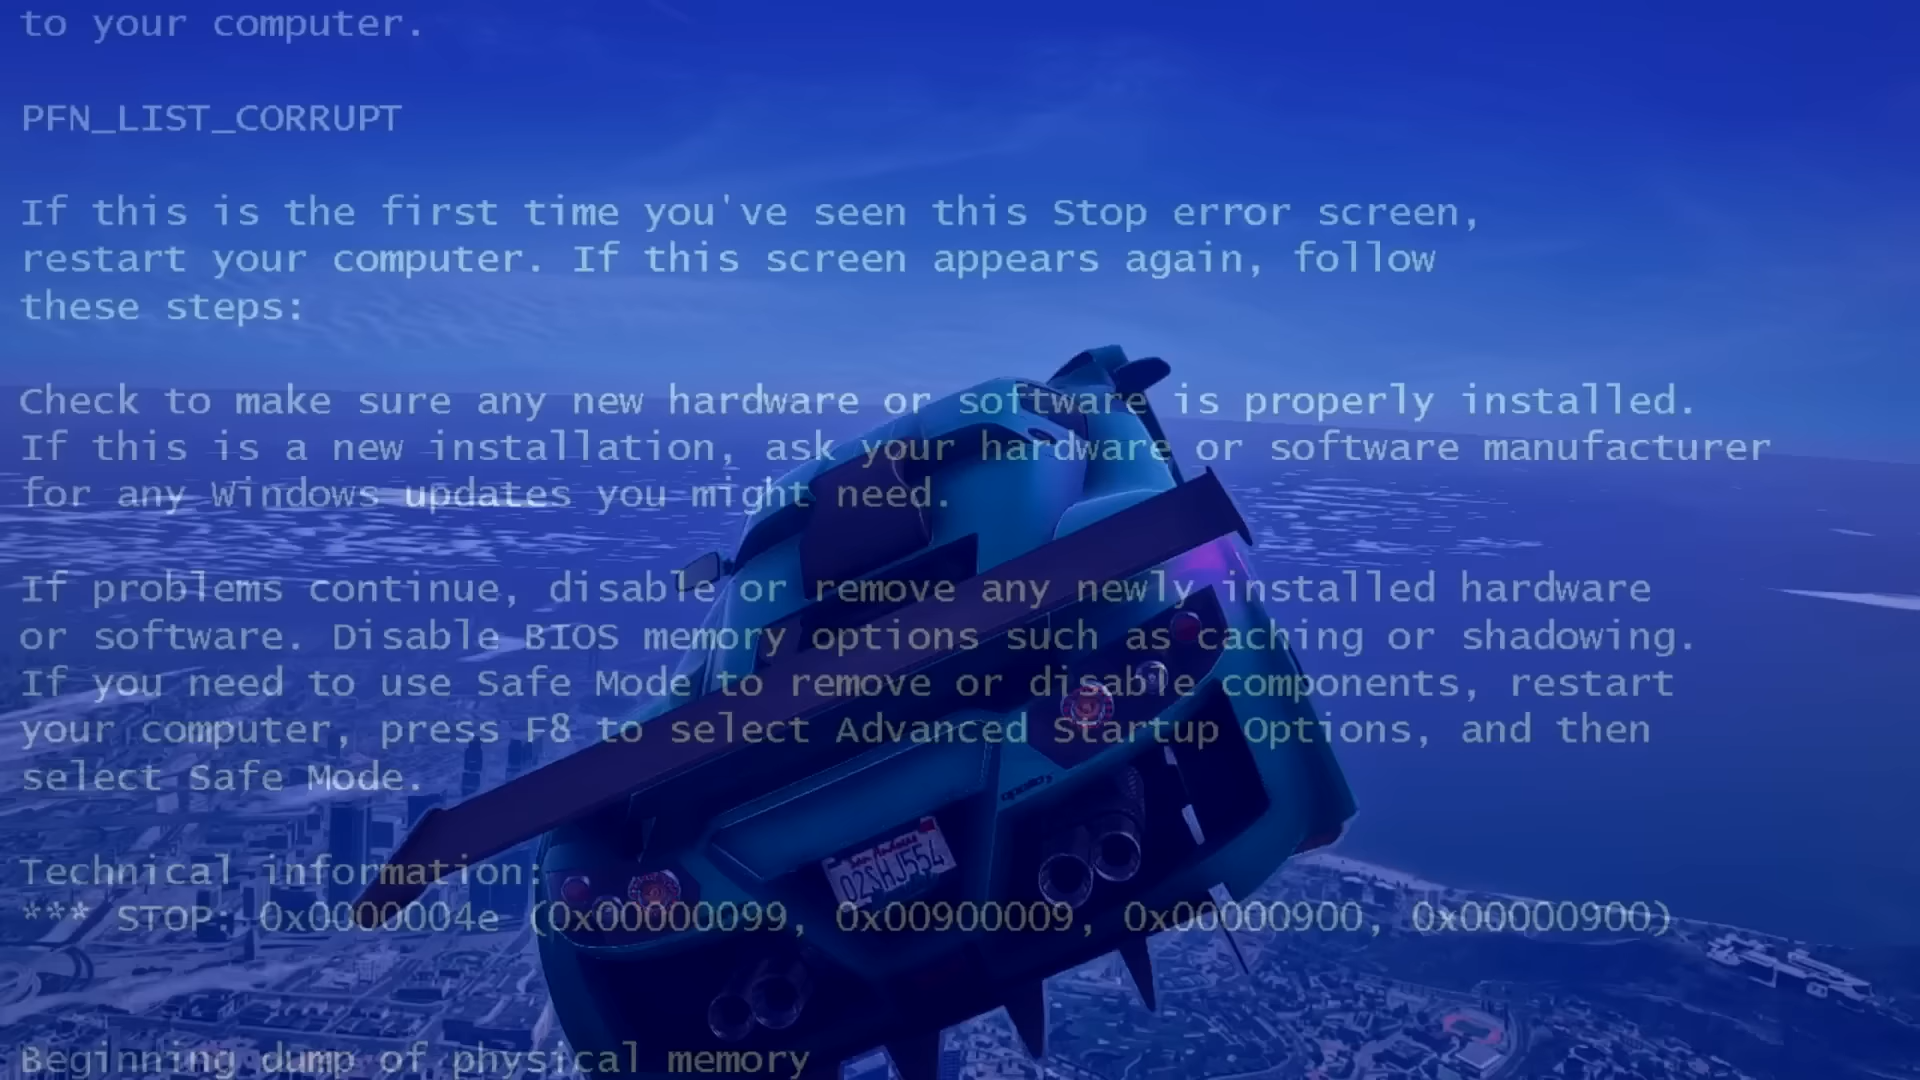 to your computer.
PFN_LIST_CORRUPT
If this is the first time you've seen this Stop error screen,
restart your computer. If this screen appears again, follow
these steps:
Check to make sure any new hardware or software is properly installed.
If this is a new installation, ask your hardware or software manufacturer
for any Windows updates you might need.
If problems continue, disable or remove any newly installed hardware
or software. Disable BIOS memory options such as caching or shadowing.
If you need to use Safe Mode to remove or disable components, restart
your computer, press F8 to select Advanced Startup Options, and then
select Safe Mode.
apollo
San Andreas
02SHJ554
Technical information:
*** STOP: 0x0000004e (0x00000099, 0x00900009, 0x00000900, 0x00000900)
Beginning dump of physical memory